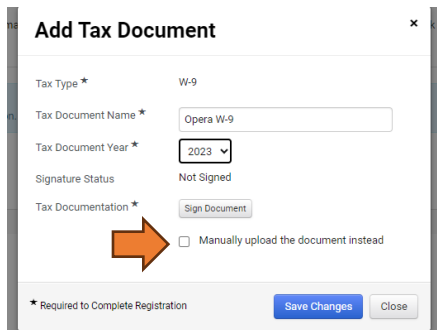 Add Tax Document ×
Tax Type ★ W-9
Tax Document Name ★ Opera W-9
Tax Document Year ★ 2023
Signature Status Not Signed
Tax Documentation ★ Sign Document
Manually upload the document instead
★ Required to Complete Registration Save Changes Close